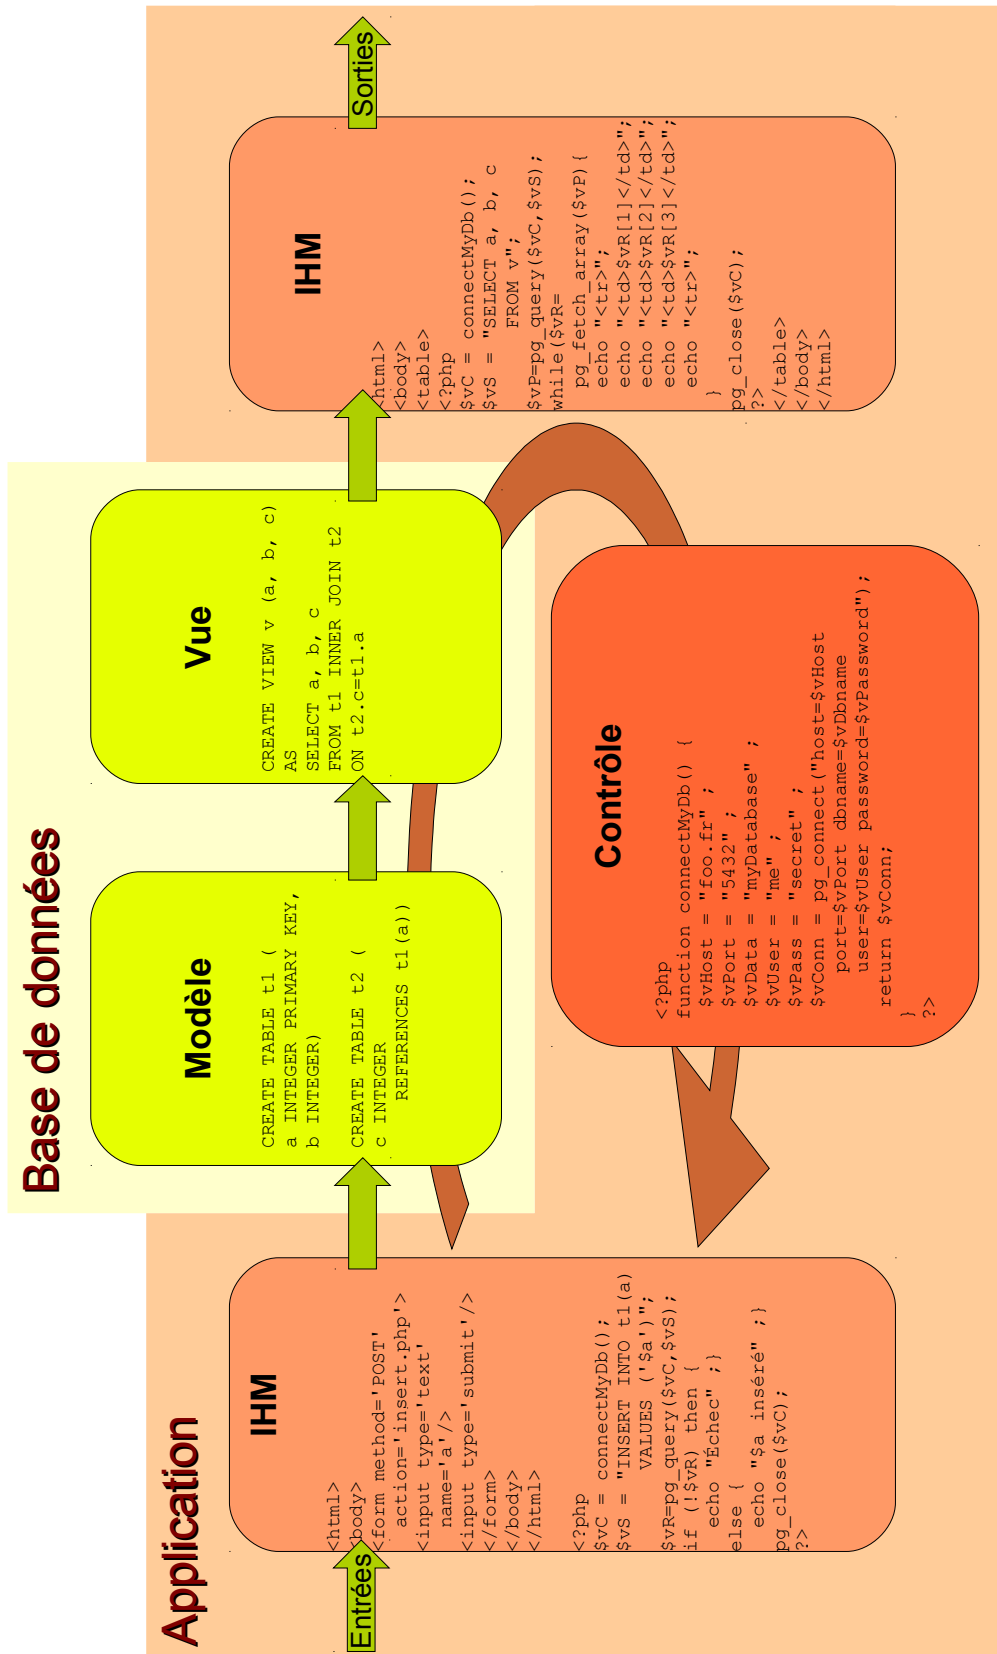 Application
Base de données
Entrées
IHM
<html>
<body>
<form method='POST'
action='insert.php'>
<input type='text'
name='a'/>
<input type='submit'/>
</form>
</body>
</html>
<?php
$vC = connectMyDb();
$vS = "INSERT INTO t1(a)
VALUES ('$a')";
$vR=pg_query($vC,$vS);
if (!$vR) then {
echo "Échec" ;}
else {
echo "$a inséré" ;}
pg_close($vC);
?>
Modèle
CREATE TABLE t1 (
a INTEGER PRIMARY KEY,
b INTEGER)
CREATE TABLE t2 (
c INTEGER
REFERENCES t1(a))
Vue
CREATE VIEW v (a, b, c)
AS
SELECT a, b, c
FROM t1 INNER JOIN t2
ON t2.c=t1.a
Contrôle
<?php
function connectMyDb() {
$vHost = "foo.fr" ;
$vPort = "5432" ;
$vData = "myDatabase" ;
$vUser = "me" ;
$vPass = "secret" ;
$vConn = pg_connect("host=$vHost
port=$vPort dbname=$vDbname
user=$vUser password=$vPassword");
return $vConn;
}
?>
IHM
<html>
<body>
<table>
<?php
$vC = connectMyDb();
$vS = "SELECT a, b, c
FROM v";
$vP=pg_query($vC,$vS);
while($vR=
pg_fetch_array($vP){
echo "<tr>";
echo "<td>$vR[1]</td>";
echo "<td>$vR[2]</td>";
echo "<td>$vR[3]</td>";
echo "<tr>";
}
pg_close($vC);
?>
</table>
</body>
</html>
Sorties